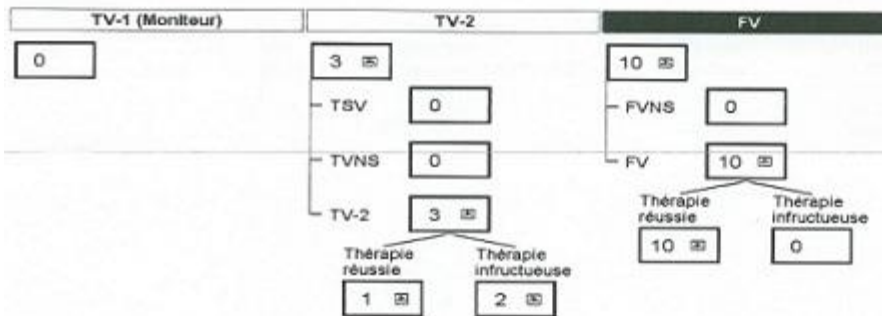 TV-1 (Moniteur) TV-2 FV
0 3 10
TSV 0 FVNS 0
TVNS 0 FV 10
TV-2 3 Thérapie réussie Thérapie infructueuse
10 0
Thérapie réussie Thérapie infructueuse
1 2